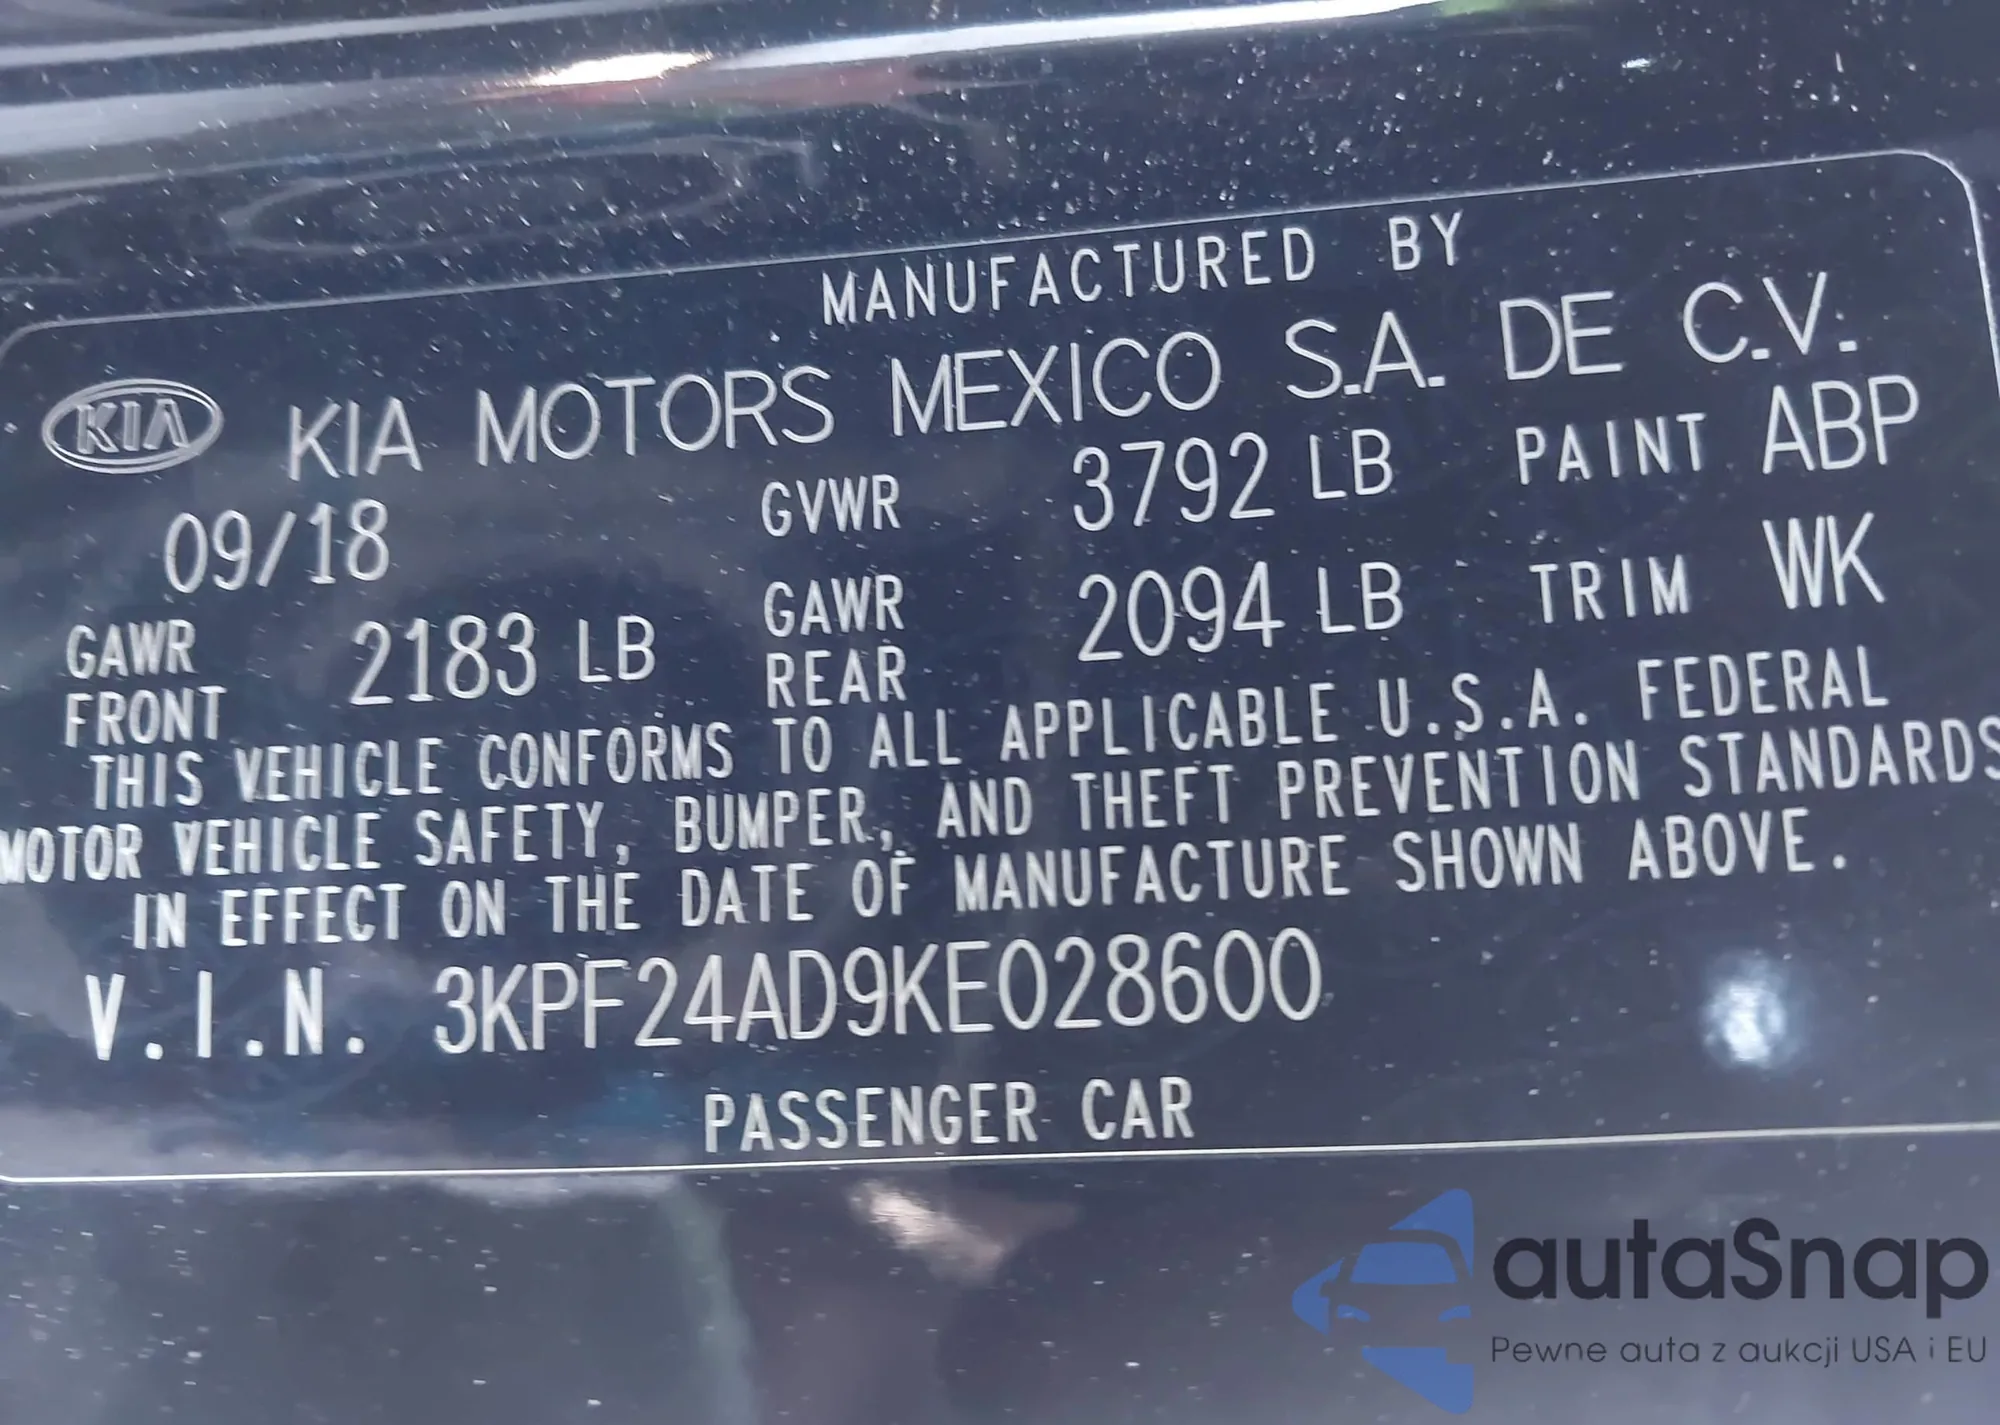 MANUFACTURED BY
KIA KIA MOTORS MEXICO S.A. DE C.V.
09/18 GVWR 3792 LB PAINT ABP
GAWR FRONT 2183 LB GAWR REAR 2094 LB TRIM WK
THIS VEHICLE CONFORMS TO ALL APPLICABLE U.S.A. FEDERAL
MOTOR VEHICLE SAFETY, BUMPER, AND THEFT PREVENTION STANDARDS
IN EFFECT ON THE DATE OF MANUFACTURE SHOWN ABOVE.
V.I.N. 3KPF24AD9KE028600
PASSENGER CAR
autaSnap
Pewne auta z aukcji USA i EU